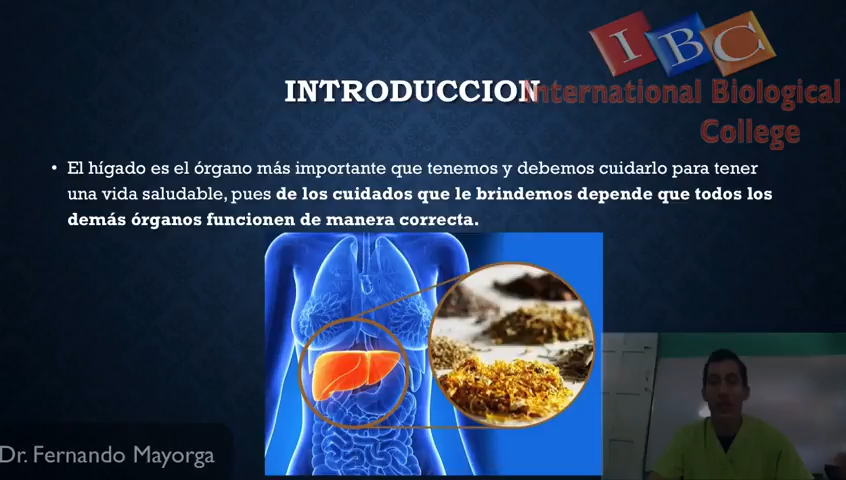 IBC
INTRODUCCION
International Biological
College
• El hígado es el órgano más importante que tenemos y debemos cuidarlo para tener
una vida saludable, pues de los cuidados que le brindemos depende que todos los
demás órganos funcionen de manera correcta.
Dr. Fernando Mayorga